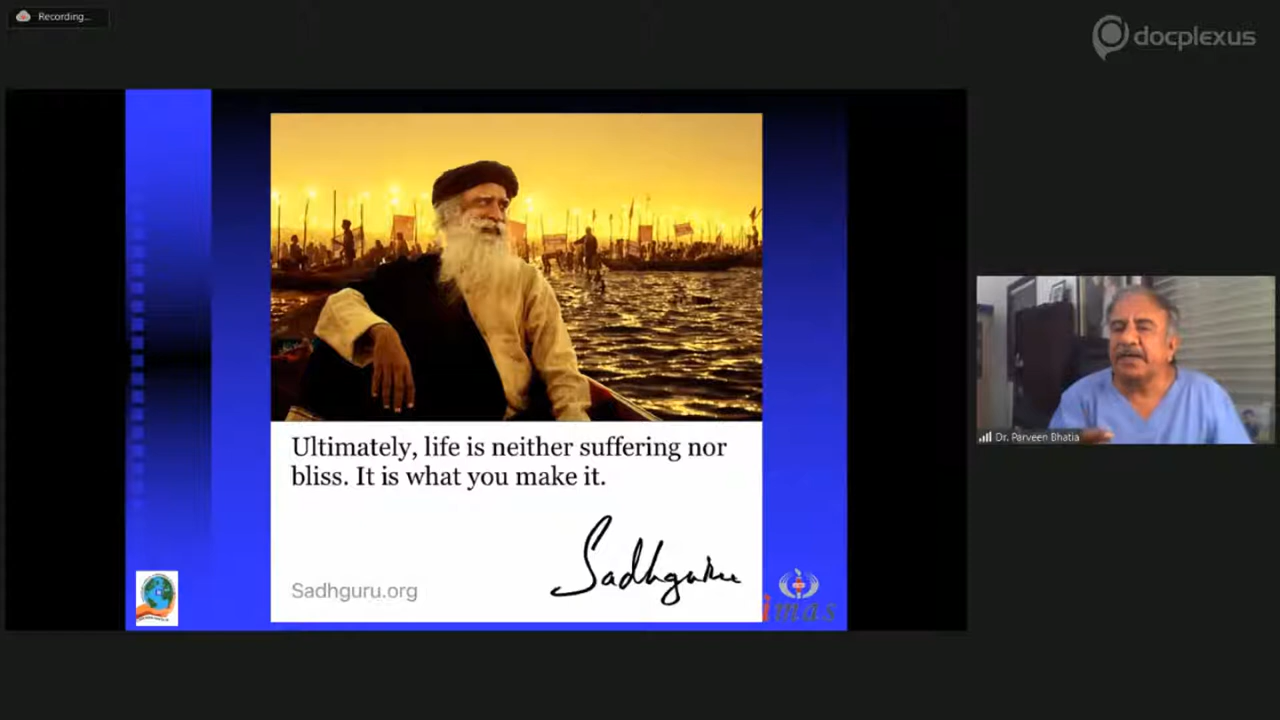 Recording...
docplexus
Ultimately, life is neither suffering nor
bliss. It is what you make it.
Sadhguru
Sadhguru.org
imas
Dr. Parveen Bhatia